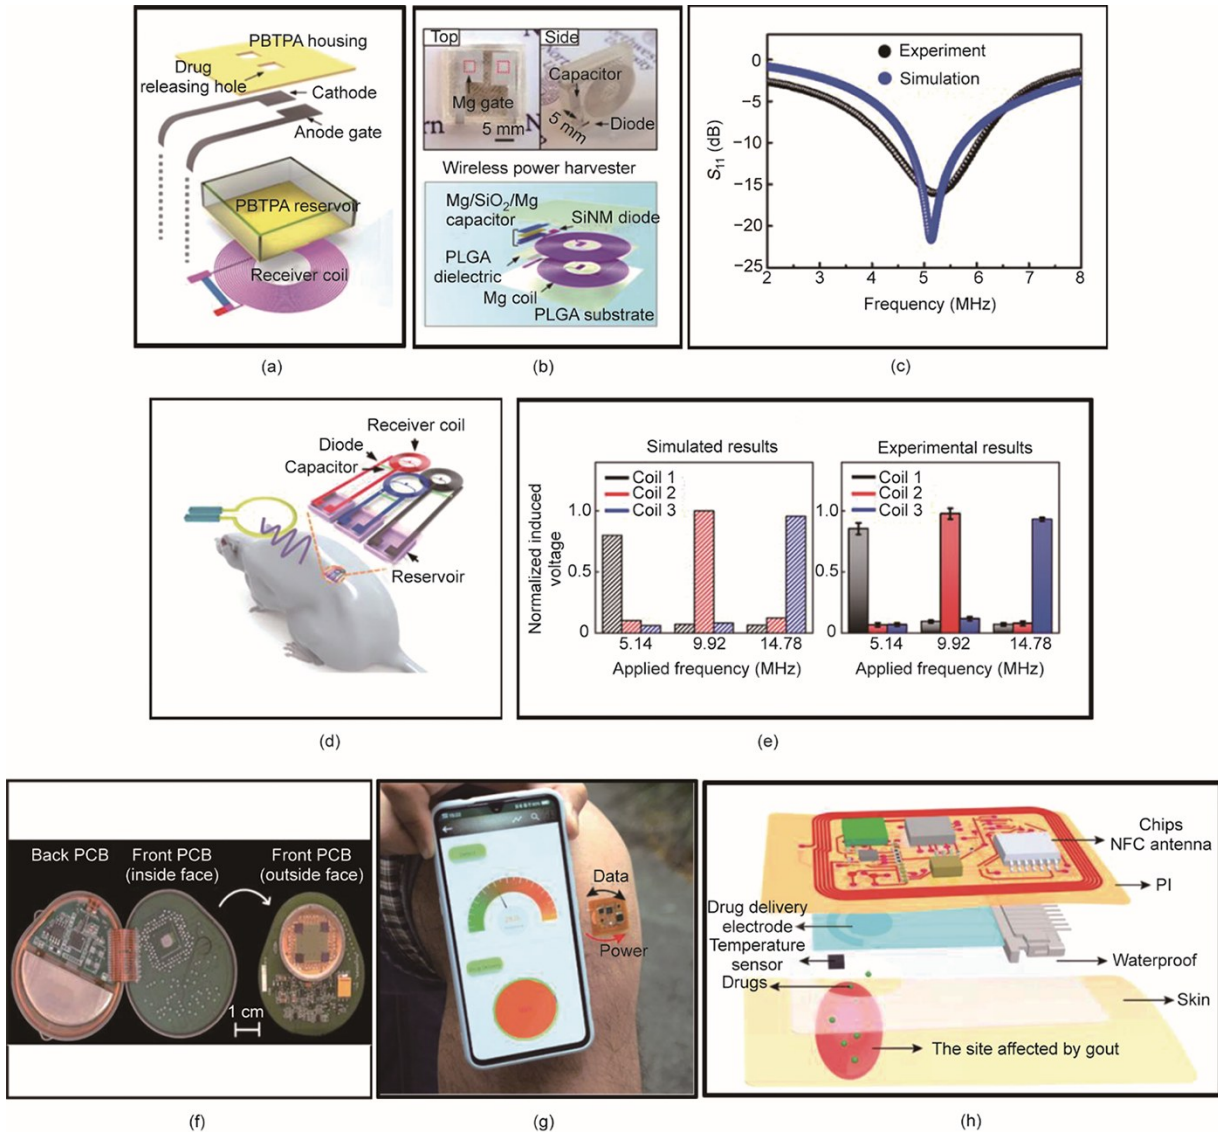 PBTPA housing
Drug
releasing hole
Cathode
Anode gate
PBTPA reservoir
Receiver coil
(a)
Top
Side
Capacitor
Mg gate
5 mm
5 mm
Diode
Wireless power harvester
Mg/SiO2/Mg
capacitor
SiNM diode
PLGA
dielectric
Mg coil
PLGA substrate
(b)
0
−5
−10
−15
−20
−25
S11 (dB)
Experiment
Simulation
2 3 4 5 6 7 8
Frequency (MHz)
(c)
Receiver coil
Diode
Capacitor
Reservoir
(d)
Simulated results
Coil 1
Coil 2
Coil 3
Normalized induced
voltage
1.0
0.5
0
5.14 9.92 14.78
Applied frequency (MHz)
Experimental results
Coil 1
Coil 2
Coil 3
1.0
0.5
0
5.14 9.92 14.78
Applied frequency (MHz)
(e)
Back PCB
Front PCB
(inside face)
Front PCB
(outside face)
1 cm
(f)
Data
Power
(g)
Chips
NFC antenna
PI
Drug delivery
electrode
Temperature
sensor
Drugs
Waterproof
Skin
The site affected by gout
(h)